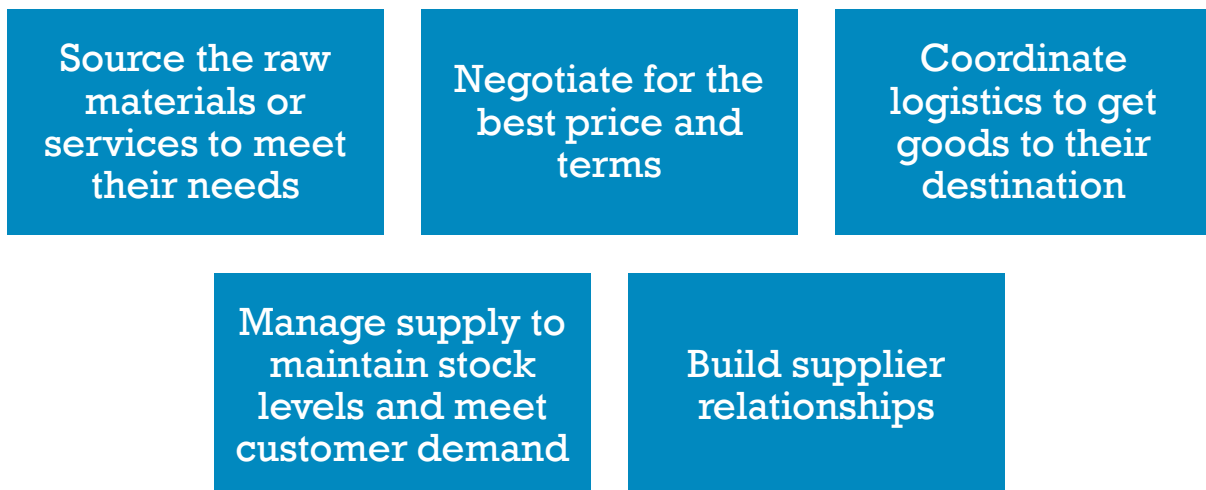 Source the raw
materials or
services to meet
their needs
Negotiate for the
best price and
terms
Coordinate
logistics to get
goods to their
destination
Manage supply to
maintain stock
levels and meet
customer demand
Build supplier
relationships